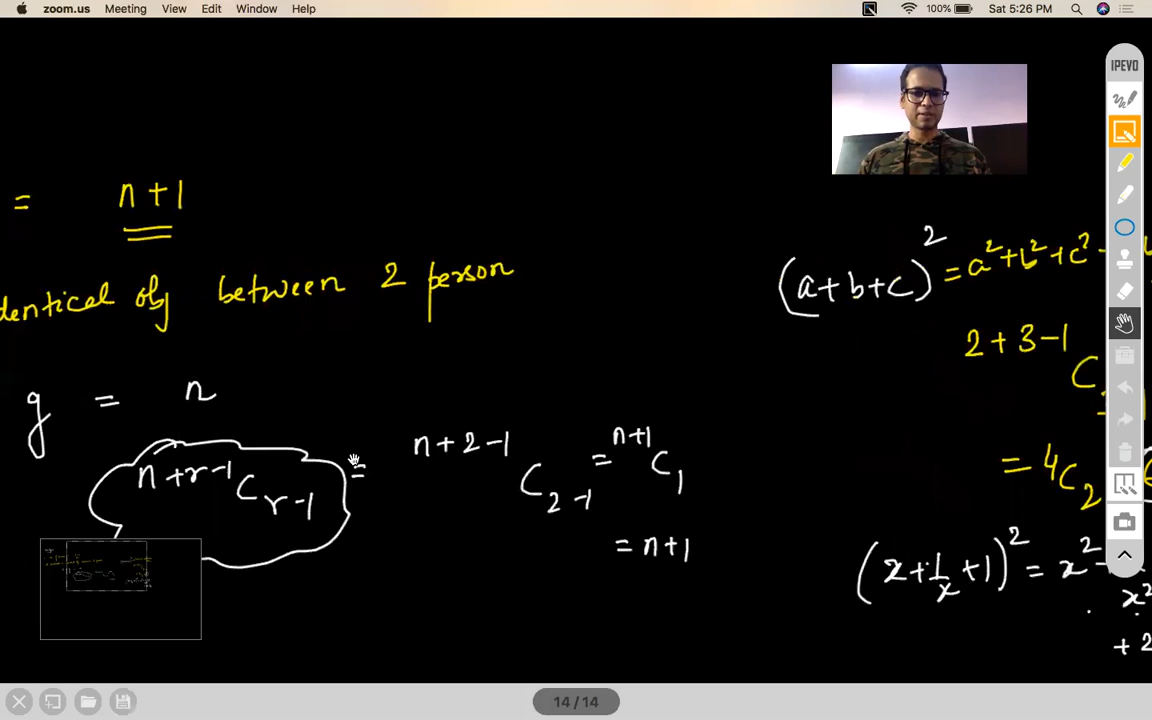 zoom.us Meeting View Edit Window Help
100% Sat 5:26 PM
IPEVO
= n+1
dentical obj between 2 person
g = n
n+r-1 C r-1 = n+2-1 C 2-1 = n+1 C 1
= n+1
(a+b+c)² = a²+b²+c²
2+3-1 C
= 4C2
(x+1/x+1)² = x²
x²
+ 2
14 / 14